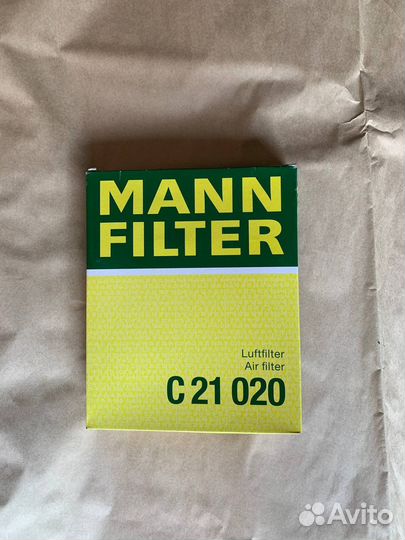 MANN
FILTER
Luftfilter
Air filter
C 21 020
Avito